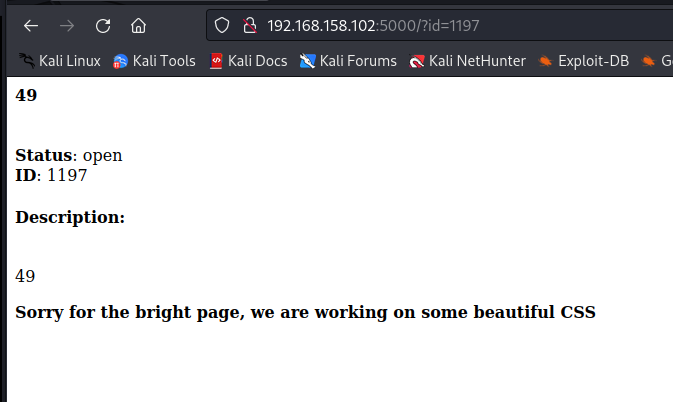 192.168.158.102:5000/?id=1197
Kali Linux Kali Tools Kali Docs Kali Forums Kali NetHunter Exploit-DB
49
Status: open
ID: 1197
Description:
49
Sorry for the bright page, we are working on some beautiful CSS